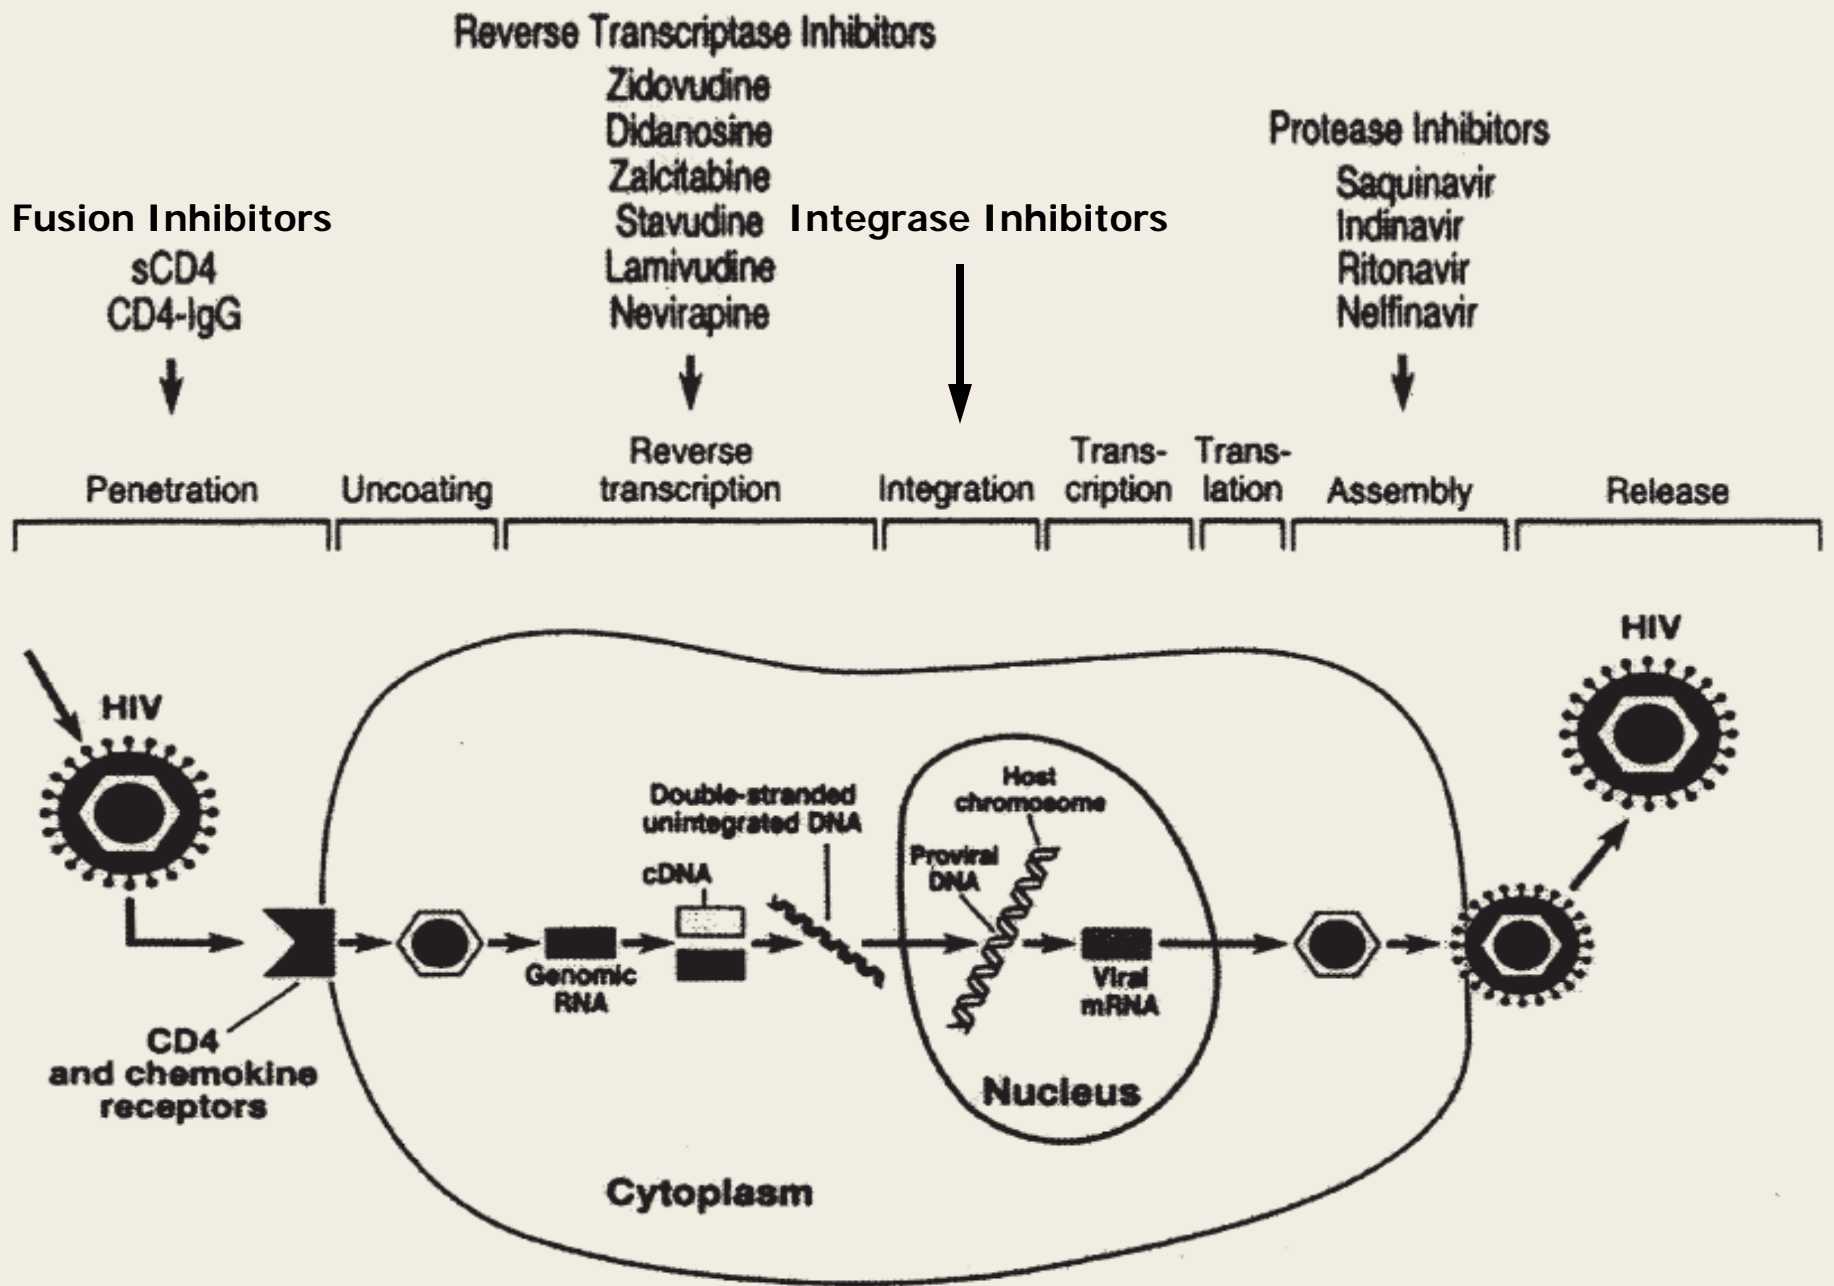 Reverse Transcriptase Inhibitors
Zidovudine
Didanosine
Zalcitabine
Stavudine
Lamivudine
Nevirapine
Fusion Inhibitors
sCD4
CD4-IgG
Integrase Inhibitors
Protease Inhibitors
Saquinavir
Indinavir
Ritonavir
Nelfinavir
Penetration
Uncoating
Reverse
transcription
Integration
Trans-
cription
Trans-
lation
Assembly
Release
HIV
CD4
and chemokine
receptors
Genomic
RNA
cDNA
Double-stranded
unintegrated DNA
Host
chromosome
Proviral
DNA
Viral
mRNA
Nucleus
Cytoplasm
HIV